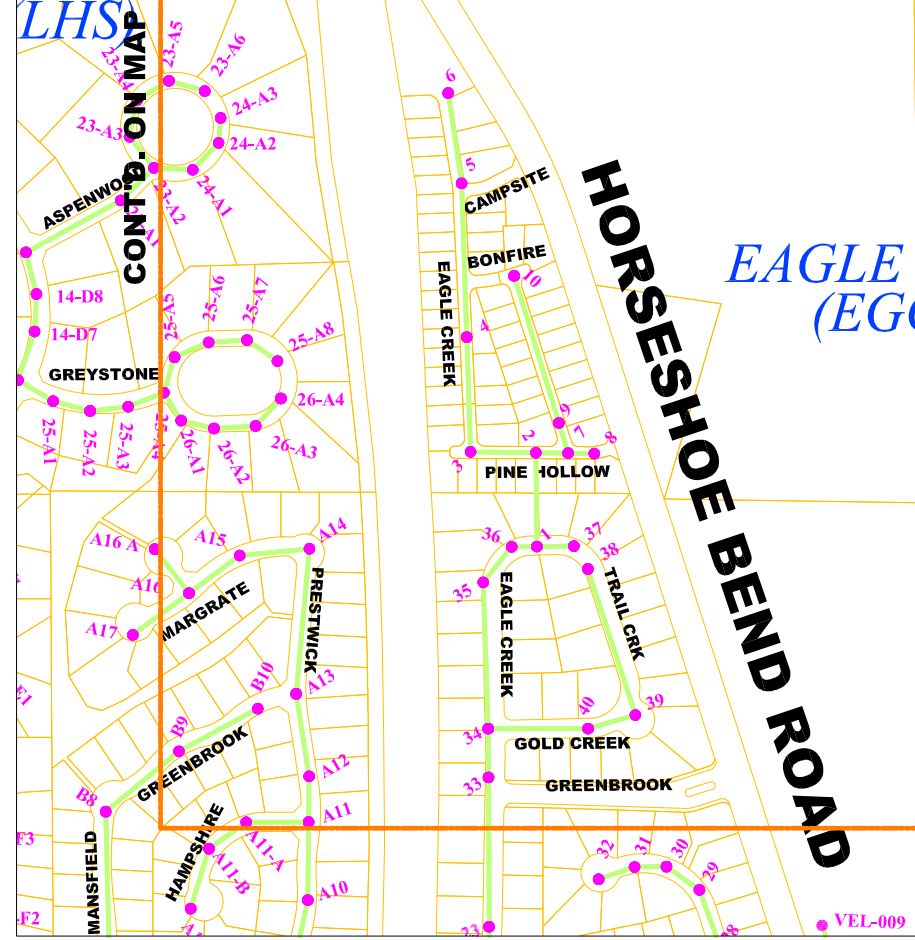 (LHS)
CONT'D. ON MAP
23-A5
23-A6
23-A4
24-A3
23-A3
24-A2
24-A1
23-A2
ASPENWOOD
14-D8
14-D7
GREYSTONE
25-A5
25-A6
25-A7
25-A8
26-A4
26-A3
26-A2
26-A1
25-A1
25-A2
25-A3
6
5
CAMPSITE
BONFIRE
10
EAGLE CREEK
4
9
7
8
2
3
PINE HOLLOW
HORSESHOE BEND ROAD
EAGLE
(EGC
A16 A
A15
A14
A16
MARGRATE
A17
PRESTWICK
36
1
37
38
35
EAGLE CREEK
TRAIL CRK
A13
B10
B9
GREENBROOK
40
39
34
GOLD CREEK
A12
33
GREENBROOK
B8
A11
HAMPSHIRE
A11-A
A11-B
MANSFIELD
A10
32
31
30
29
23
28
VEL-009
E1
F3
-F2